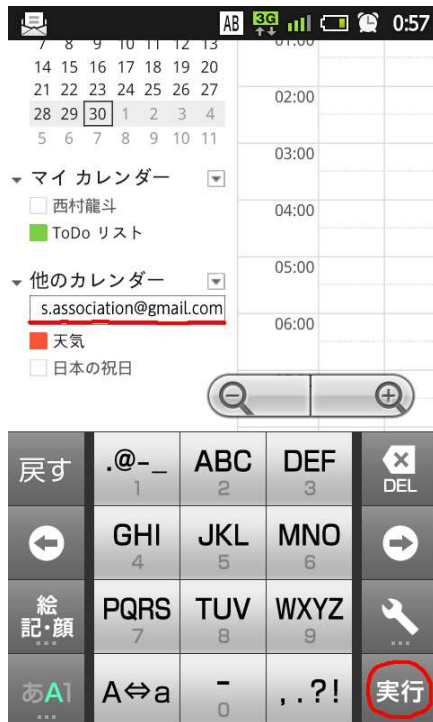 AB 3G 0:57
7 8 9 10 11 12 13
14 15 16 17 18 19 20
21 22 23 24 25 26 27
28 29 30 1 2 3 4
5 6 7 8 9 10 11
マイ カレンダー
西村龍斗
ToDo リスト
他のカレンダー
s.association@gmail.com
天気
日本の祝日
01:00
02:00
03:00
04:00
05:00
06:00
戻す .@-_ 1 ABC 2 DEF 3 DEL
GHI 4 JKL 5 MNO 6
絵記・顔 PQRS 7 TUV 8 WXYZ 9
あA1 A⇔a - 0 , .?! 実行